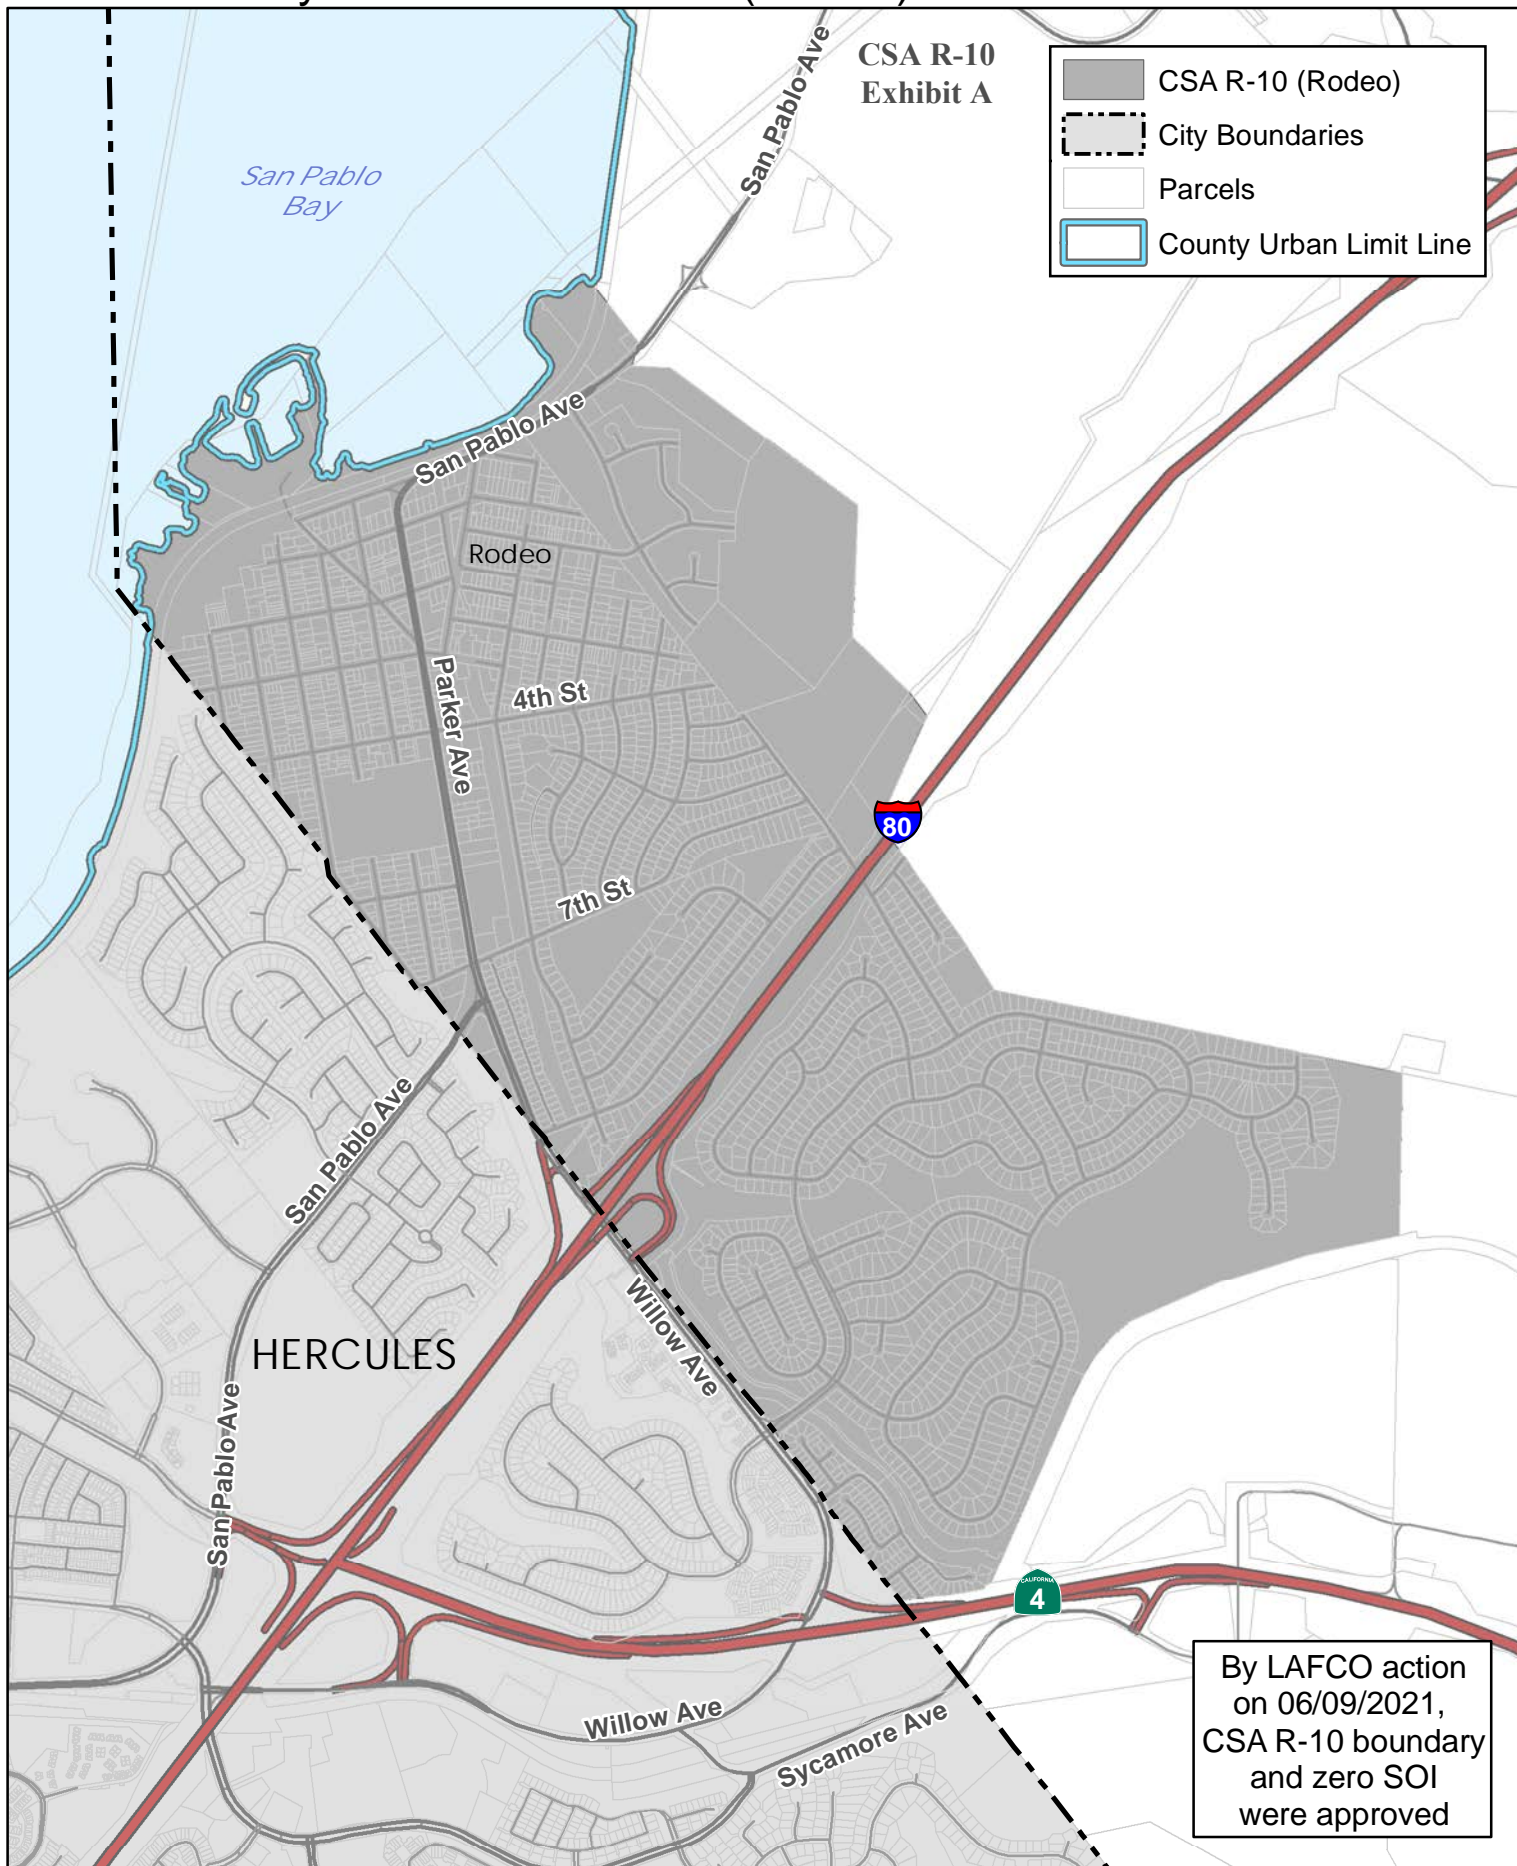 CSA R-10
Exhibit A
CSA R-10 (Rodeo)
City Boundaries
Parcels
County Urban Limit Line
San Pablo Ave
San Pablo
Bay
San Pablo Ave
Rodeo
Parker Ave
4th St
80
7th St
San Pablo Ave
Willow Ave
HERCULES
San Pablo Ave
CALIFORNIA
4
Willow Ave
Sycamore Ave
By LAFCO action
on 06/09/2021,
CSA R-10 boundary
and zero SOI
were approved